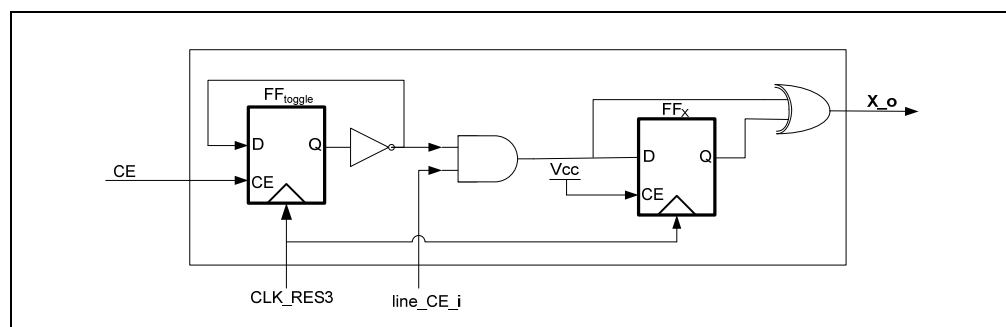 FFtoggle
FFX
X_o
D
Q
Vcc
D
Q
CE
CE
CE
CLK_RES3
line_CE_i